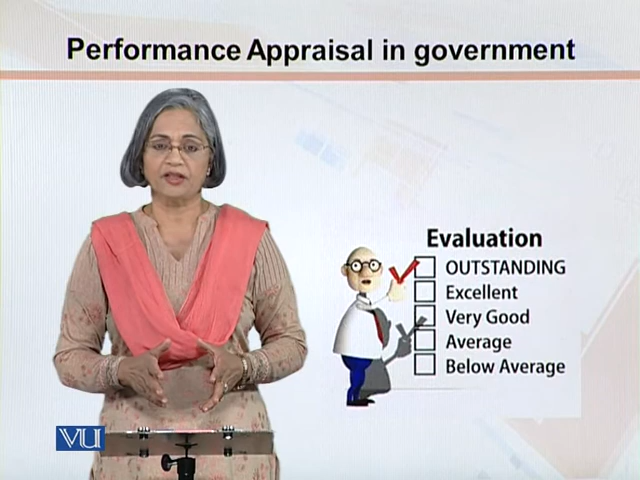 Performance Appraisal in government
Evaluation
OUTSTANDING
Excellent
Very Good
Average
Below Average
VU